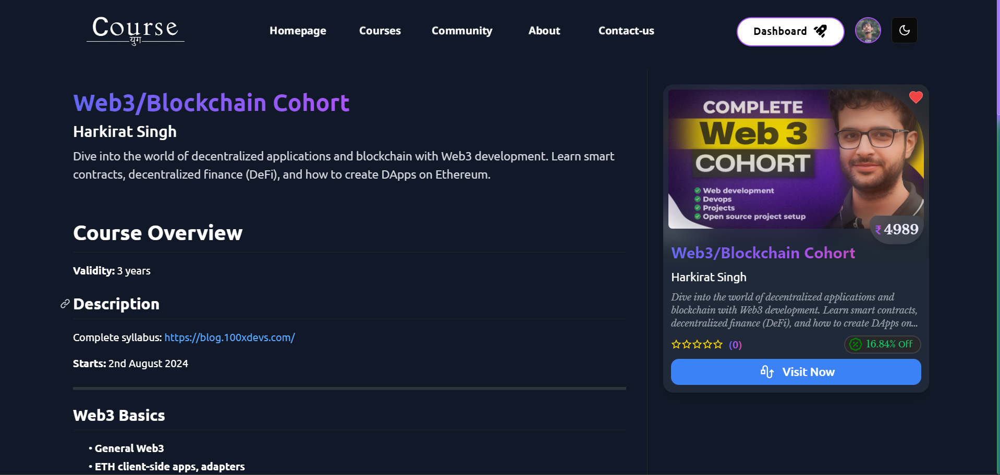 Course
युग
Homepage
Courses
Community
About
Contact-us
Dashboard
Web3/Blockchain Cohort
Harkirat Singh
Dive into the world of decentralized applications and blockchain with Web3 development. Learn smart
contracts, decentralized finance (DeFi), and how to create DApps on Ethereum.
Course Overview
Validity: 3 years
Description
Complete syllabus: https://blog.100xdevs.com/
Starts: 2nd August 2024
Web3 Basics
• General Web3
• ETH client-side apps, adapters
COMPLETE
Web 3
COHORT
Web development
Devops
Projects
Open source project setup
₹ 4989
Web3/Blockchain Cohort
Harkirat Singh
Dive into the world of decentralized applications and
blockchain with Web3 development. Learn smart contracts,
decentralized finance (DeFi), and how to create DApps on...
(0)
16.84% Off
Visit Now